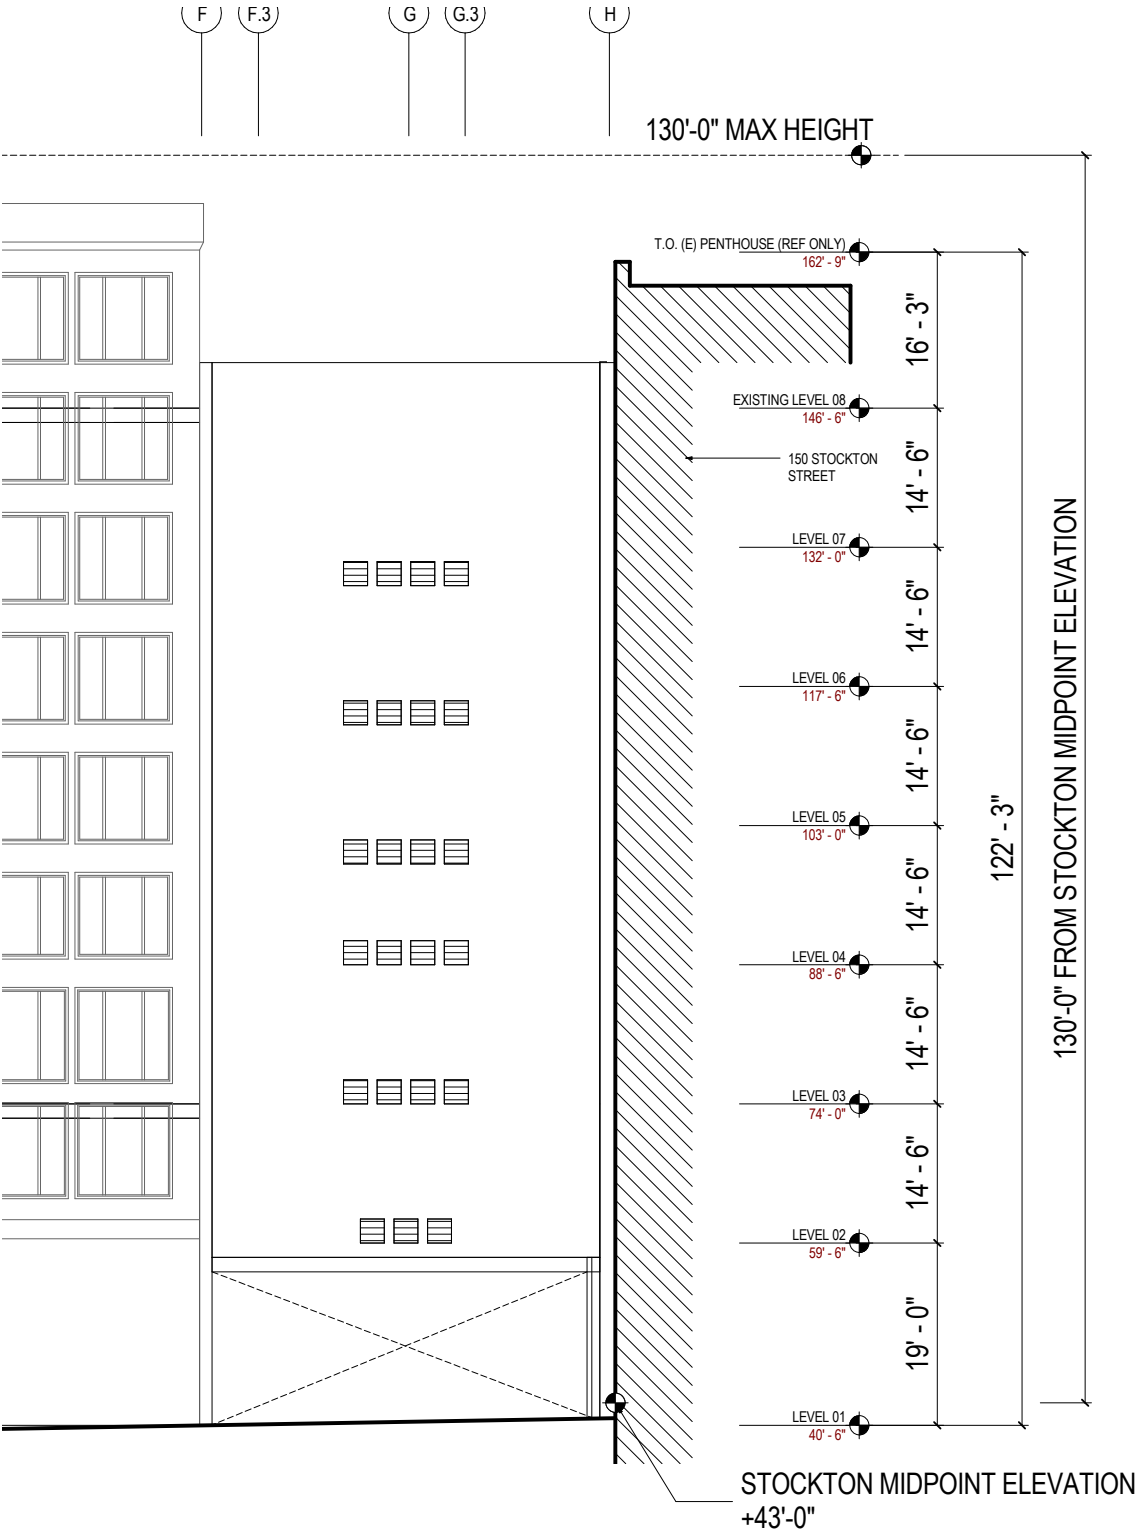 F
F.3
G
G.3
H
130'-0" MAX HEIGHT
T.O. (E) PENTHOUSE (REF ONLY)
162' - 9"
16' - 3"
EXISTING LEVEL 08
146' - 6"
150 STOCKTON
STREET
14' - 6"
LEVEL 07
132' - 0"
14' - 6"
LEVEL 06
117' - 6"
14' - 6"
LEVEL 05
103' - 0"
14' - 6"
LEVEL 04
88' - 6"
14' - 6"
LEVEL 03
74' - 0"
14' - 6"
LEVEL 02
59' - 6"
19' - 0"
LEVEL 01
40' - 6"
122' - 3"
130'-0" FROM STOCKTON MIDPOINT ELEVATION
STOCKTON MIDPOINT ELEVATION
+43'-0"